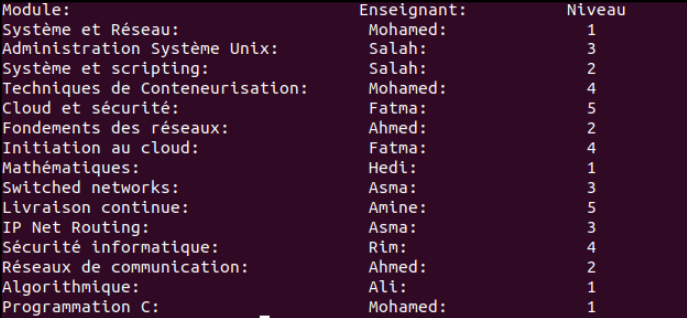 Module: Enseignant: Niveau
Système et Réseau: Mohamed: 1
Administration Système Unix: Salah: 3
Système et scripting: Salah: 2
Techniques de Conteneurisation: Mohamed: 4
Cloud et sécurité: Fatma: 5
Fondements des réseaux: Ahmed: 2
Initiation au cloud: Fatma: 4
Mathématiques: Hedi: 1
Switched networks: Asma: 3
Livraison continue: Amine: 5
IP Net Routing: Asma: 3
Sécurité informatique: Rim: 4
Réseaux de communication: Ahmed: 2
Algorithmique: Ali: 1
Programmation C: Mohamed: 1